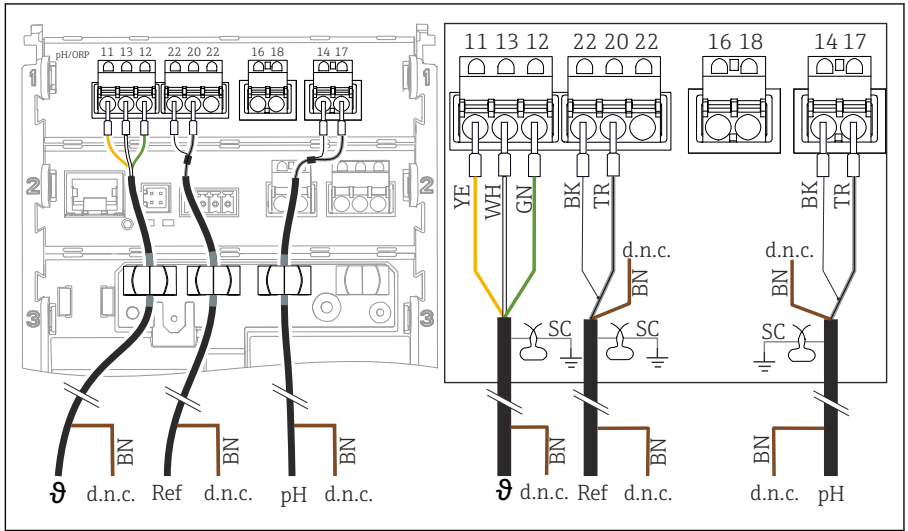 pH/ORP 11 13 12 22 20 22 16 18 14 17
1 1
2 2
3 3
BN BN BN
ϑ d.n.c. Ref d.n.c. pH d.n.c.
11 13 12 22 20 22 16 18 14 17
YE WH GN BK TR BK TR
d.n.c. d.n.c.
BN BN
SC SC SC
BN BN BN
ϑ d.n.c. Ref d.n.c. d.n.c. pH